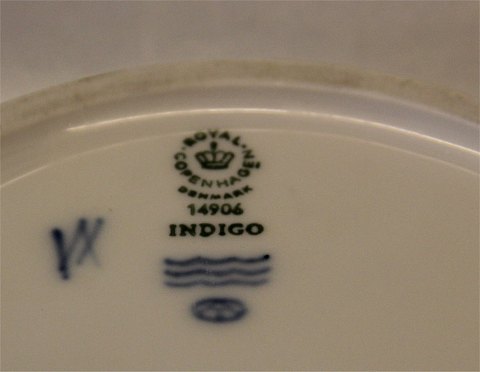 ROYAL
COPENHAGEN
DENMARK
14906
INDIGO